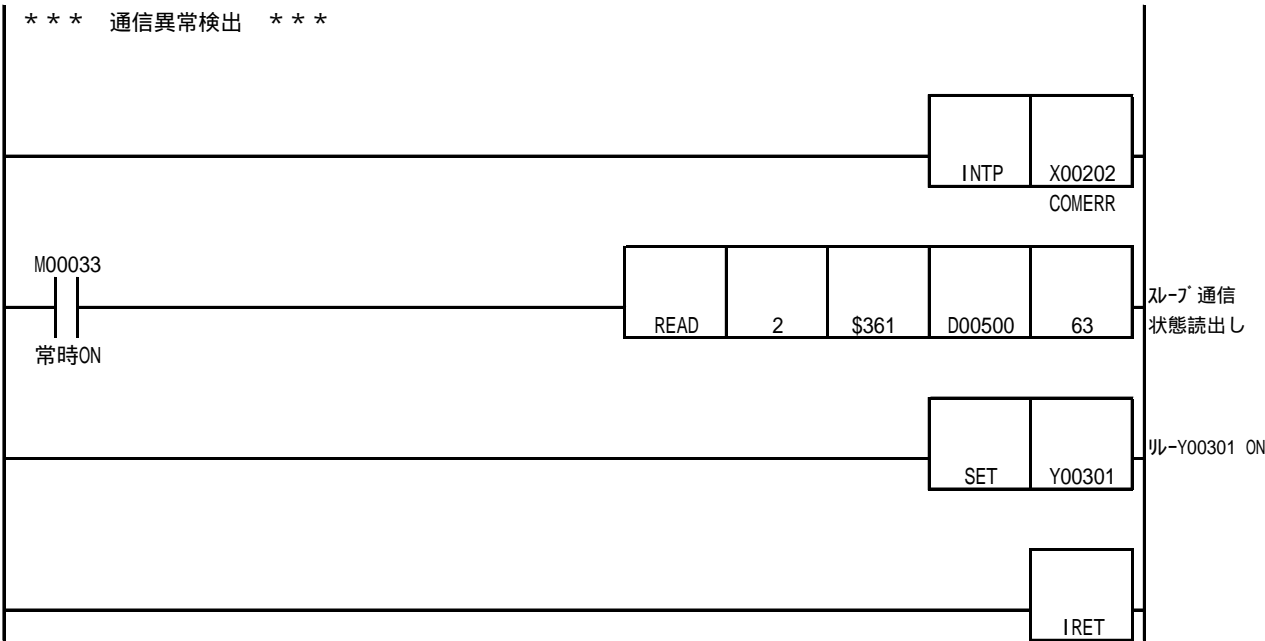 *** 通信異常検出 ***
INTP X00202
COMERR
M00033
READ 2 $361 D00500 63
常時ON
ｽﾚｰﾌﾞ通信
状態読出し
SET Y00301
ﾘﾚｰY00301 ON
IRET